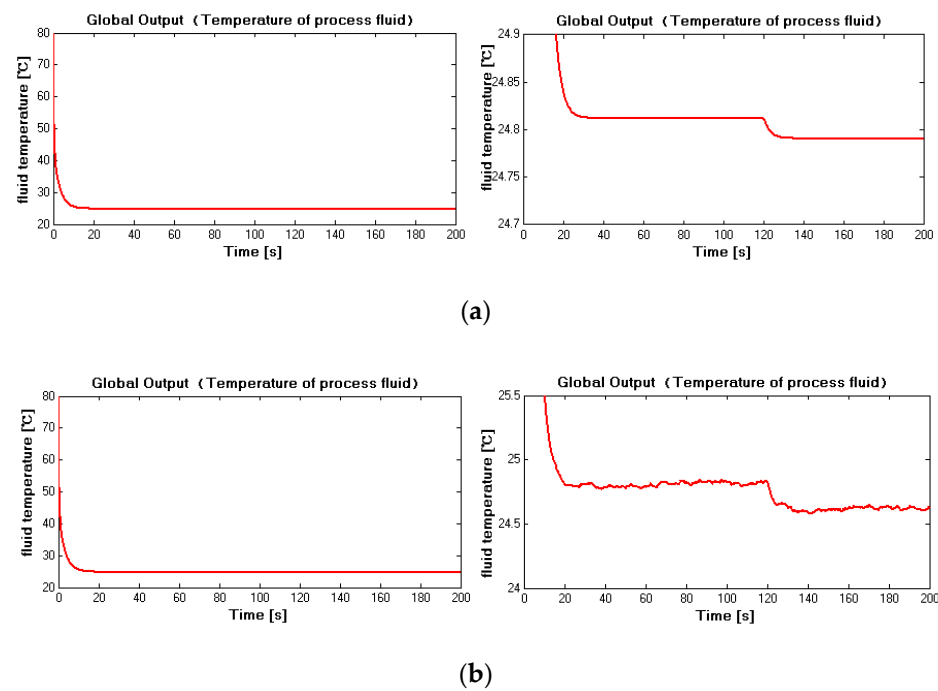 Global Output (Temperature of process fluid)
fluid temperature [℃]
80
70
60
50
40
30
20
0 20 40 60 80 100 120 140 160 180 200
Time [s]
Global Output (Temperature of process fluid)
fluid temperature [℃]
24.9
24.85
24.8
24.75
24.7
0 20 40 60 80 100 120 140 160 180 200
Time [s]
(a)
Global Output (Temperature of process fluid)
fluid temperature [℃]
80
70
60
50
40
30
20
0 20 40 60 80 100 120 140 160 180 200
Time [s]
Global Output (Temperature of process fluid)
fluid temperature [℃]
25.5
25
24.5
24
0 20 40 60 80 100 120 140 160 180 200
Time [s]
(b)